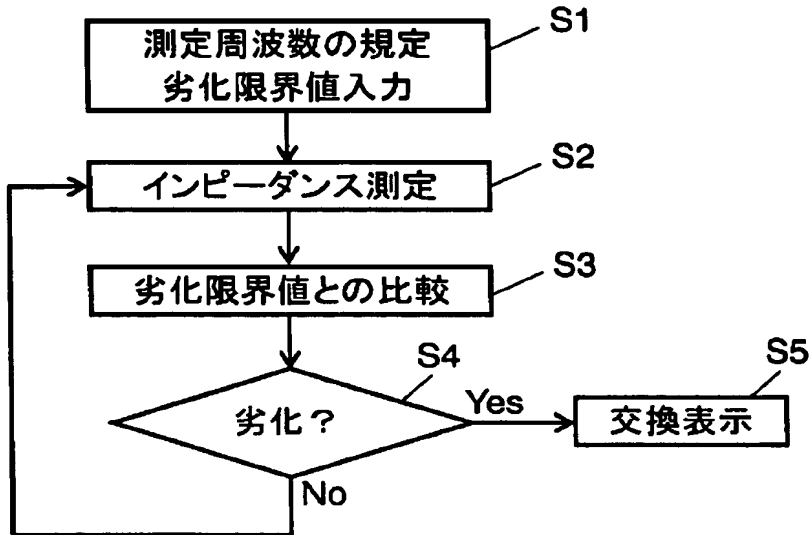 S1
測定周波数の規定
劣化限界値入力
S2
インピーダンス測定
S3
劣化限界値との比較
S4
劣化？
Yes
S5
交換表示
No